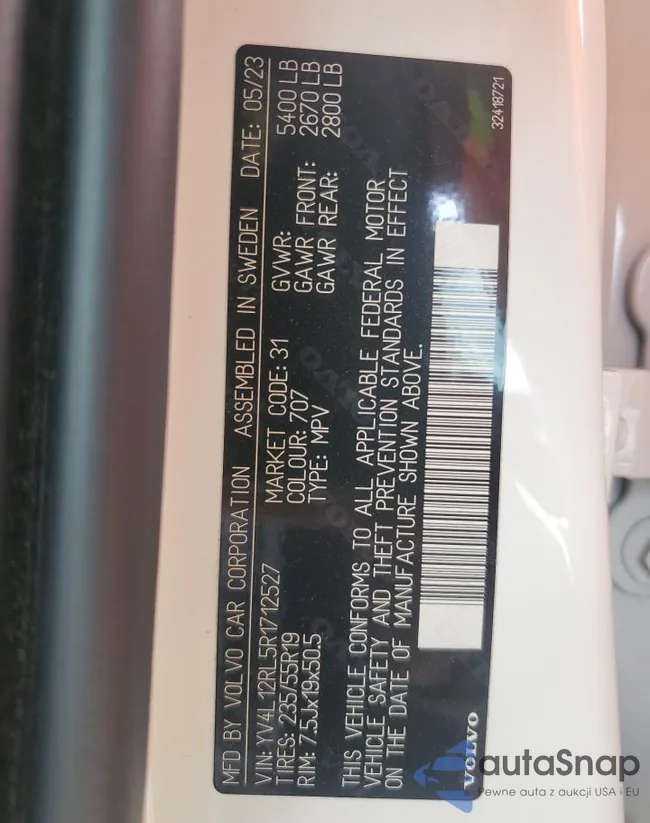 MFD BY VOLVO CAR CORPORATION ASSEMBLED IN SWEDEN DATE: 05/23
VIN: YV4L12RL5R1712527
TIRES: 235/55R19
RIM: 7.5Jx19x50.5
MARKET CODE: 31
COLOUR: 707
TYPE: MPV
GVWR: 5400 LB
GAWR FRONT: 2670 LB
GAWR REAR: 2800 LB
THIS VEHICLE CONFORMS TO ALL APPLICABLE FEDERAL MOTOR
VEHICLE SAFETY AND THEFT PREVENTION STANDARDS IN EFFECT
ON THE DATE OF MANUFACTURE SHOWN ABOVE.
VOLVO
32418721
autoSnap
Pewne auta z aukcji USA i EU